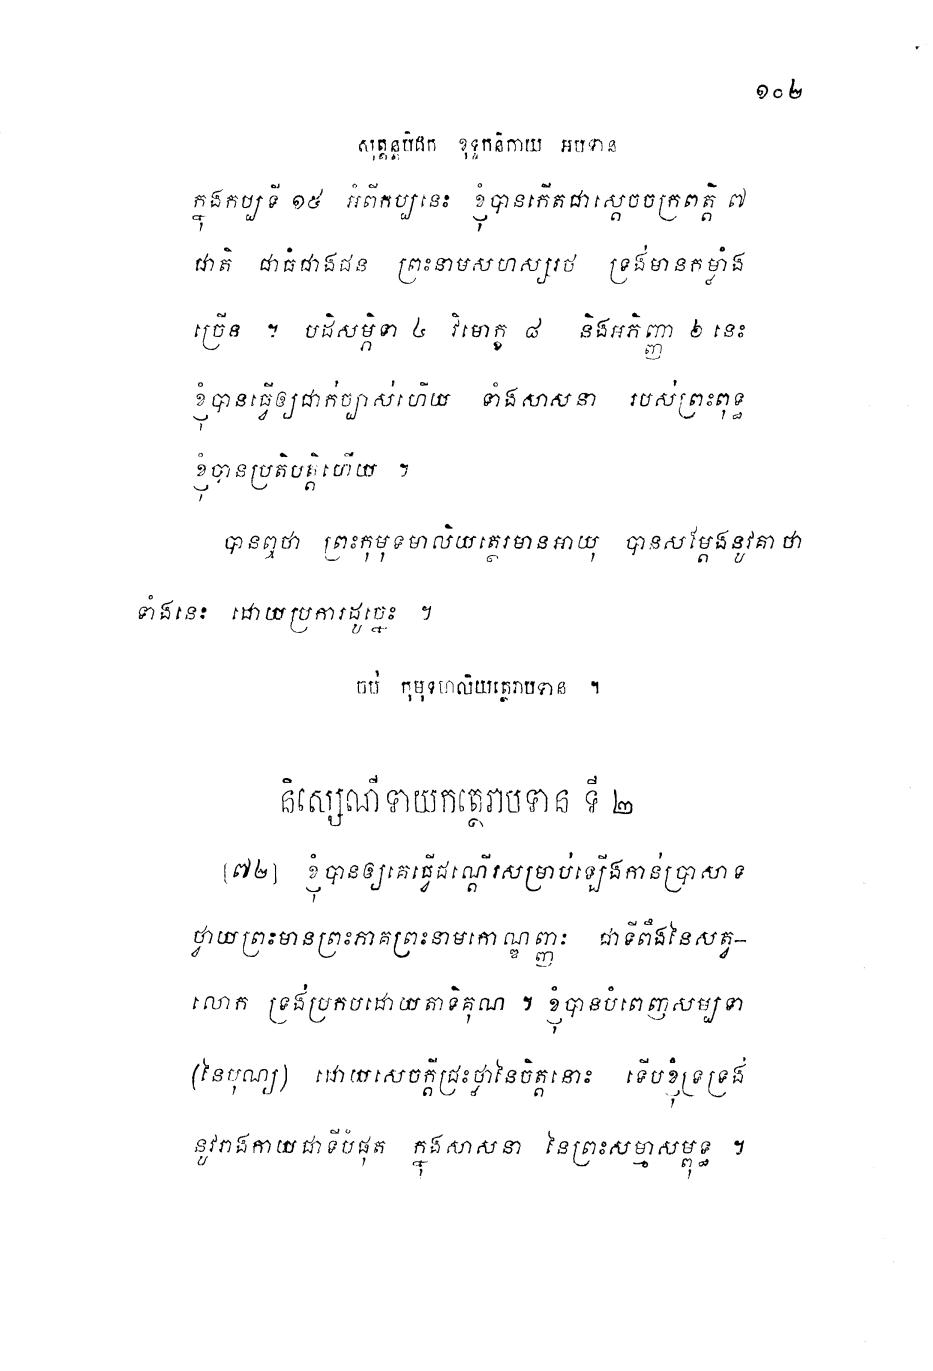 ១០២
សុត្តន្តបិដក ខុទ្ទកនិកាយ អបទាន
ក្នុងកប្បទី ១៥ អំពីកប្បនេះ ខ្ញុំបានកើតជាស្តេចចក្រពត្តិ ៧
ជាតិ ជាធំជាងជន ព្រះនាមសហស្សរថ ទ្រង់មានកម្លាំង
ច្រើន ។ បដិសម្ភិទា ៤ វិមោក្ខ ៨ និងអភិញ្ញា ៦ នេះ
ខ្ញុំបានធ្វើឲ្យជាក់ច្បាស់ហើយ ទាំងសាសនា របស់ព្រះពុទ្ធ
ខ្ញុំបានប្រតិបត្តិហើយ ។
បានឮថា ព្រះកុមុទមាលិយត្ថេរមានអាយុ បានសម្តែងនូវគាថា
ទាំងនេះ ដោយប្រការដូច្នេះ ។
ចប់ កុមុទមាលិយត្ថេរាបទាន ។
និស្សេណីទាយកត្ថេរាបទាន ទី ២
[៧២] ខ្ញុំបានឲ្យគេធ្វើជណ្តើរសម្រាប់ឡើងកាន់ប្រាសាទ
ថ្វាយព្រះមានព្រះភាគព្រះនាមកោណ្ឌញ្ញៈ ជាទីពឹងនៃសត្វ-
លោក ទ្រង់ប្រកបដោយតាទិគុណ ។ ខ្ញុំបានបំពេញសម្បទា
(នៃបុណ្យ) ដោយសេចក្តីជ្រះថ្លានៃចិត្តនោះ ទើបខ្ញុំទ្រទ្រង់
នូវរាងកាយជាទីបំផុត ក្នុងសាសនា នៃព្រះសម្មាសម្ពុទ្ធ ។